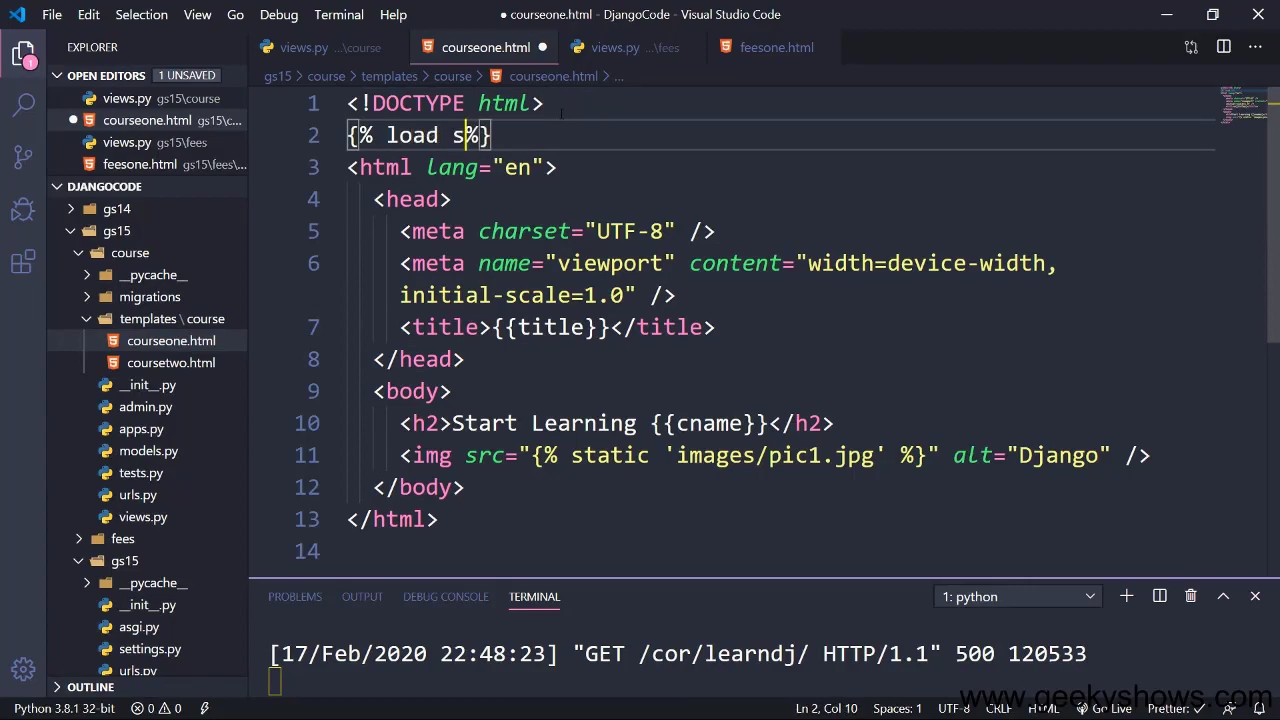 File Edit Selection View Go Debug Terminal Help ● courseone.html - DjangoCode - Visual Studio Code
EXPLORER
views.py ...\course courseone.html ● views.py ...\fees feesone.html
gs15 › course › templates › course › courseone.html › ...
OPEN EDITORS 1 UNSAVED
views.py gs15\course
● courseone.html gs15\c...
views.py gs15\fees
feesone.html gs15\fees...
DJANGOCODE
gs14
gs15
course
__pycache__
migrations
templates \ course
courseone.html
coursetwo.html
__init__.py
admin.py
apps.py
models.py
tests.py
urls.py
views.py
fees
gs15
__pycache__
__init__.py
asgi.py
settings.py
urls.py
OUTLINE
1 <!DOCTYPE html>
2 {% load s%}
3 <html lang="en">
4 <head>
5 <meta charset="UTF-8" />
6 <meta name="viewport" content="width=device-width,
initial-scale=1.0" />
7 <title>{{title}}</title>
8 </head>
9 <body>
10 <h2>Start Learning {{cname}}</h2>
11 <img src="{% static 'images/pic1.jpg' %}" alt="Django" />
12 </body>
13 </html>
14
PROBLEMS OUTPUT DEBUG CONSOLE TERMINAL 1: python
[17/Feb/2020 22:48:23] "GET /cor/learndj/ HTTP/1.1" 500 120533
www.geekyshows.com
Python 3.8.1 32-bit 0 0 Ln 2, Col 10 Spaces: 1 UTF-8 CRLF HTML Go Live Prettier: ✓
1